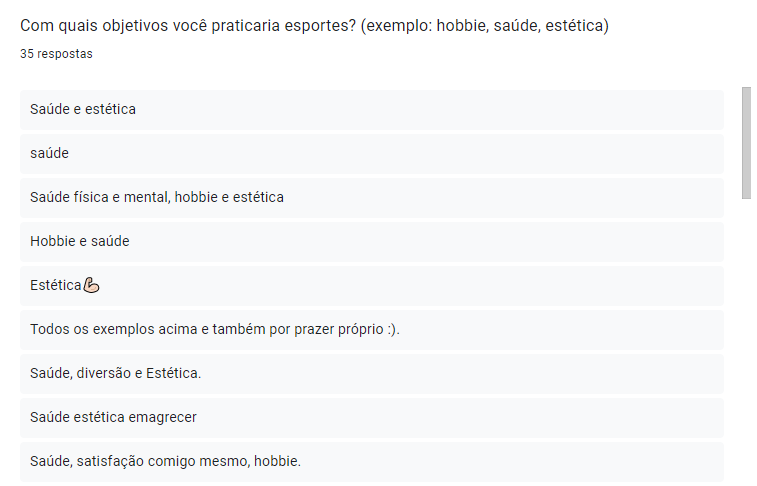 Com quais objetivos você praticaria esportes? (exemplo: hobbie, saúde, estética)
35 respostas
Saúde e estética
saúde
Saúde física e mental, hobbie e estética
Hobbie e saúde
Estética💪🏻
Todos os exemplos acima e também por prazer próprio :).
Saúde, diversão e Estética.
Saúde estética emagrecer
Saúde, satisfação comigo mesmo, hobbie.